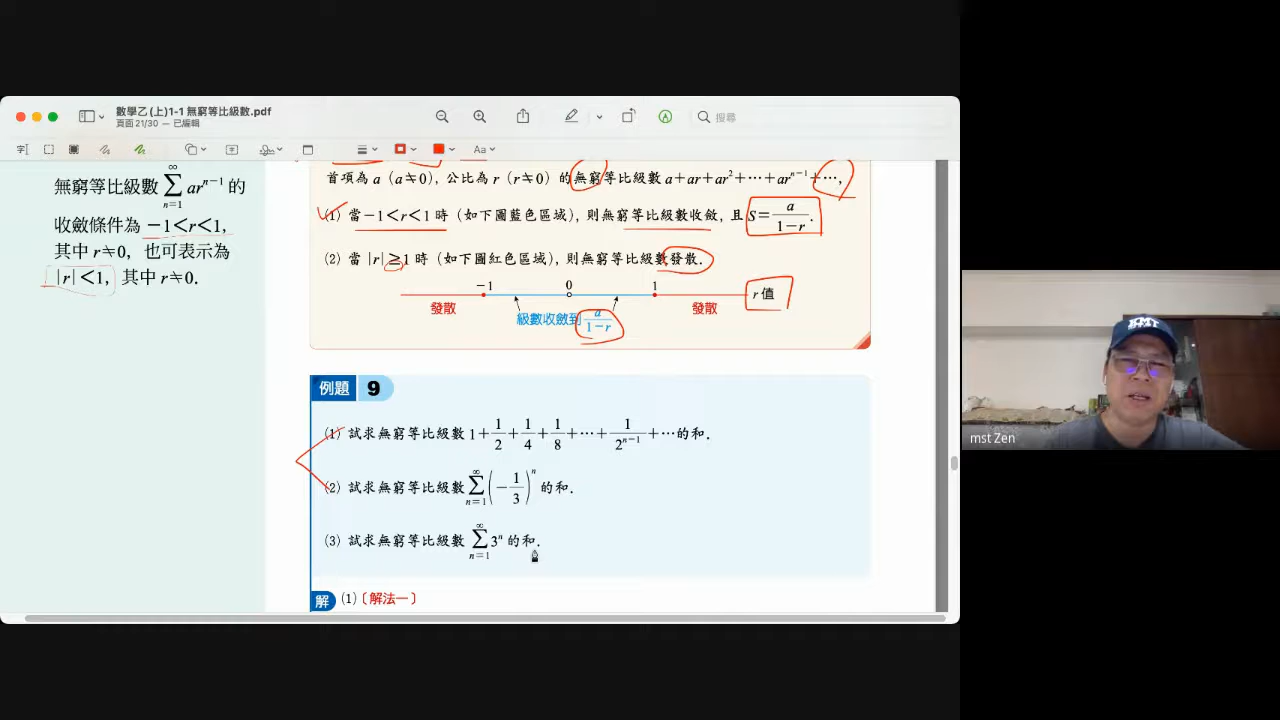 數學乙(上)1-1 無窮等比級數.pdf
頁面 21/30 — 已編輯
搜尋
Aa
無窮等比級數 ∑_{n=1}^{∞} ar^{n−1} 的
收斂條件為 −1<r<1,
其中 r≠0, 也可表示為
|r|<1, 其中 r≠0.
首項為 a (a≠0), 公比為 r (r≠0) 的無窮等比級數 a+ar+ar²+⋯+ar^{n−1}+⋯,
(1) 當−1<r<1 時 (如下圖藍色區域), 則無窮等比級數收斂, 且 S=a/(1−r).
(2) 當 |r|≥1 時 (如下圖紅色區域), 則無窮等比級數發散.
−1 0 1
r 值
發散 級數收斂到 a/(1−r) 發散
例題 9
(1) 試求無窮等比級數 1+1/2+1/4+1/8+⋯+1/2^{n−1}+⋯的和.
(2) 試求無窮等比級數 ∑_{n=1}^{∞} (−1/3)^n 的和.
(3) 試求無窮等比級數 ∑_{n=1}^{∞} 3^n 的和.
解 (1)〔解法一〕
mst Zen